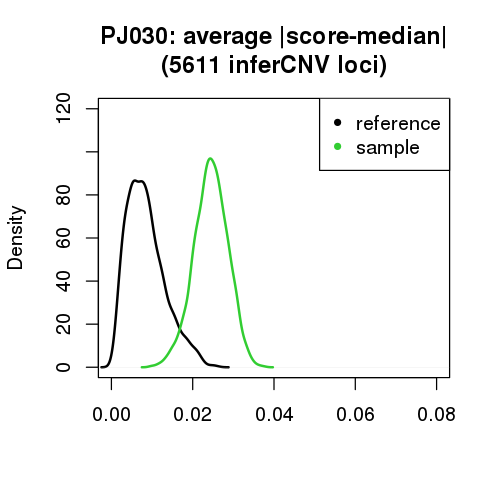 PJ030: average |score-median|
(5611 inferCNV loci)
reference
sample
Density
120
80
60
40
20
0
0.00 0.02 0.04 0.06 0.08